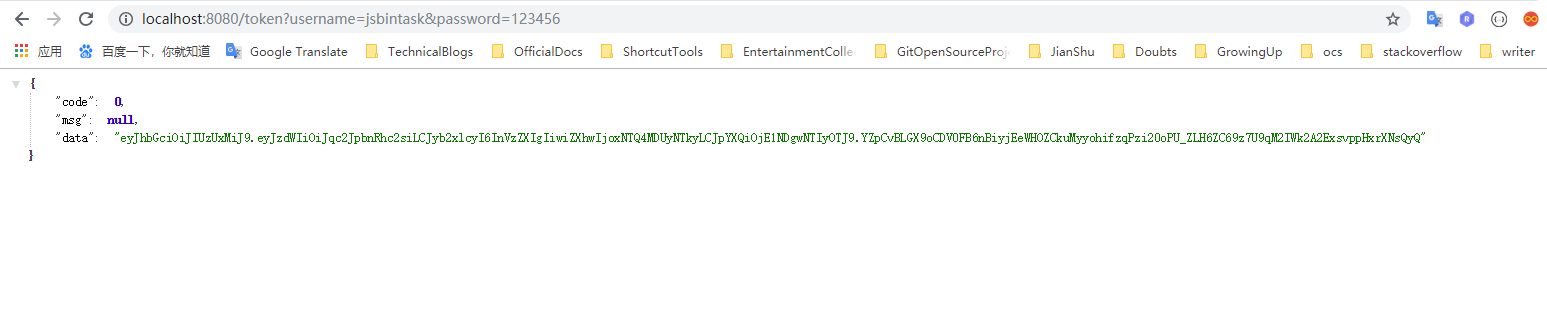 localhost:8080/token?username=jsbintask&password=123456
应用 百度一下，你就知道 Google Translate TechnicalBlogs OfficialDocs ShortcutTools EntertainmentColle GitOpenSourceProj JianShu Doubts GrowingUp ocs stackoverflow writer
{
"code": 0,
"msg": null,
"data": "eyJhbGciOiJIUzUxMiJ9.eyJzdWIiOiJqc2JpbnRhc2siLCJyb2xlcyI6InVzZXIgIiwiZXhwIjoxNTQ4MDUyNTkyLCJpYXQiOjE1NDgwNTIyOTJ9.YZpCvBLGX9oCDV0FB6nBiyjEeWHOZCkuMyyohifzqPzi20oPU_ZLH6ZC69z7U9qM2IWk2A2ExsvppHxrXNsQyQ"
}